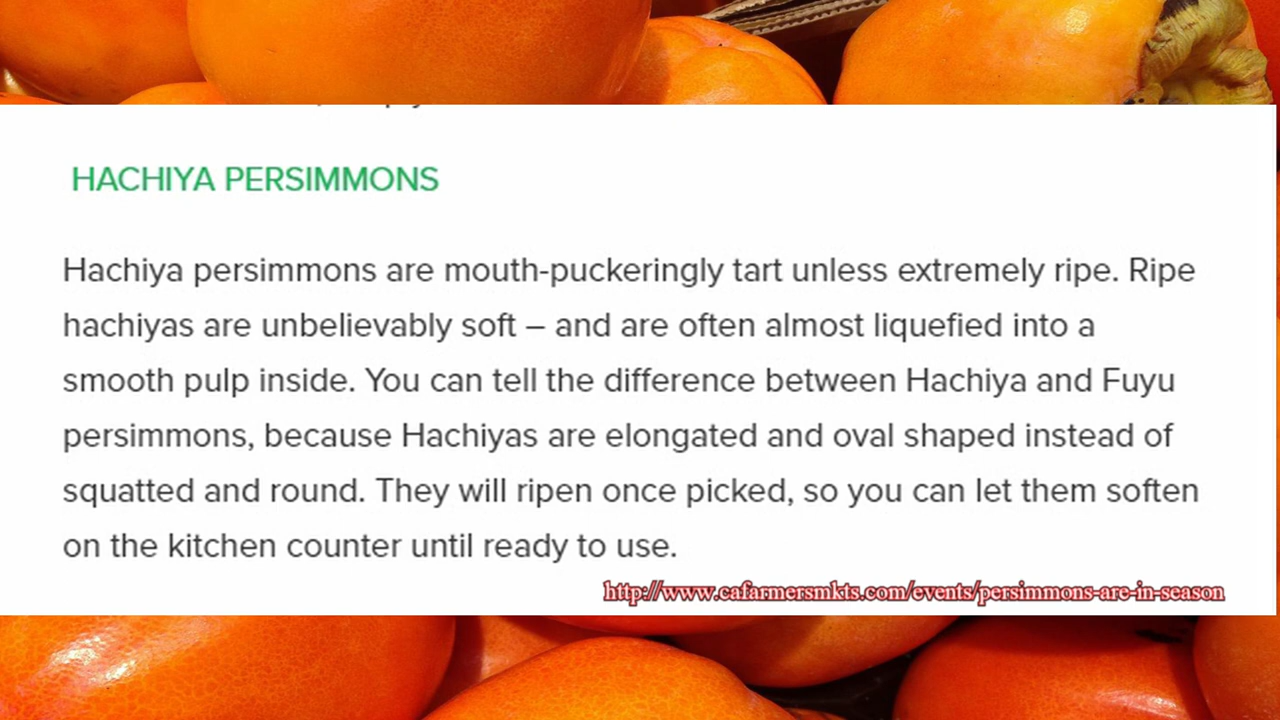 HACHIYA PERSIMMONS
Hachiya persimmons are mouth-puckeringly tart unless extremely ripe. Ripe
hachiyas are unbelievably soft – and are often almost liquefied into a
smooth pulp inside. You can tell the difference between Hachiya and Fuyu
persimmons, because Hachiyas are elongated and oval shaped instead of
squatted and round. They will ripen once picked, so you can let them soften
on the kitchen counter until ready to use.
http://www.cafarmersmkts.com/events/persimmons-are-in-season